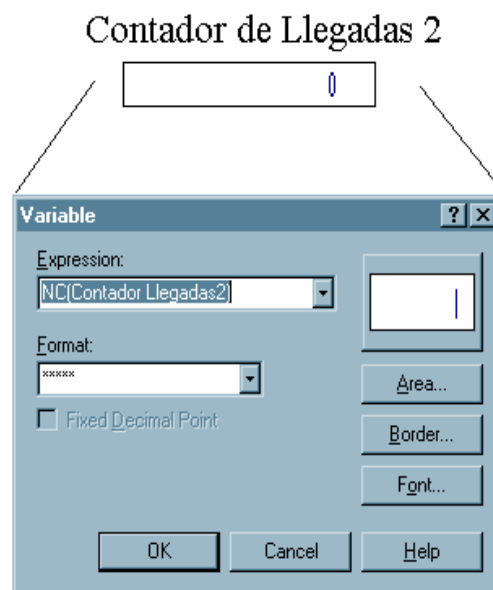 Contador de Llegadas 2
0
Variable
Expression:
NC(Contador Llegadas2)
Format:
*****
Fixed Decimal Point
Area...
Border...
Font...
OK Cancel Help